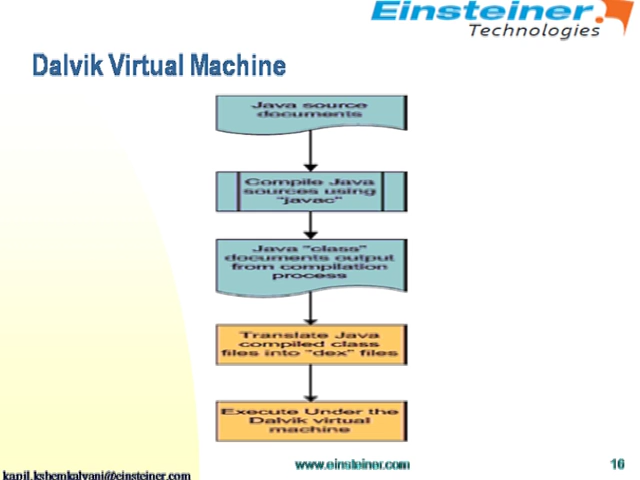 Einsteiner
Technologies
Dalvik Virtual Machine
Java source
documents
Compile Java
sources using
"javac"
Java "class"
documents output
from compilation
process
Translate Java
compiled class
files into "dex" files
Execute Under the
Dalvik virtual
machine
www.einsteiner.com
16
kapil.kshemkalyani@einsteiner.com